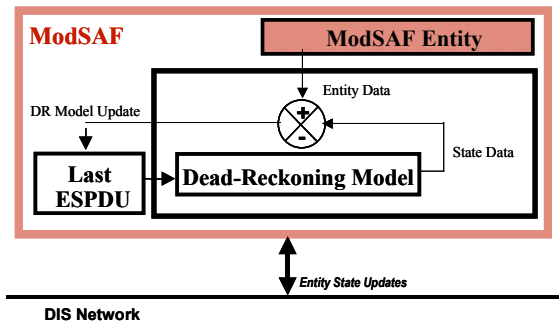 ModSAF
ModSAF Entity
Entity Data
DR Model Update
+
-
State Data
Last
ESPDU
Dead-Reckoning Model
Entity State Updates
DIS Network